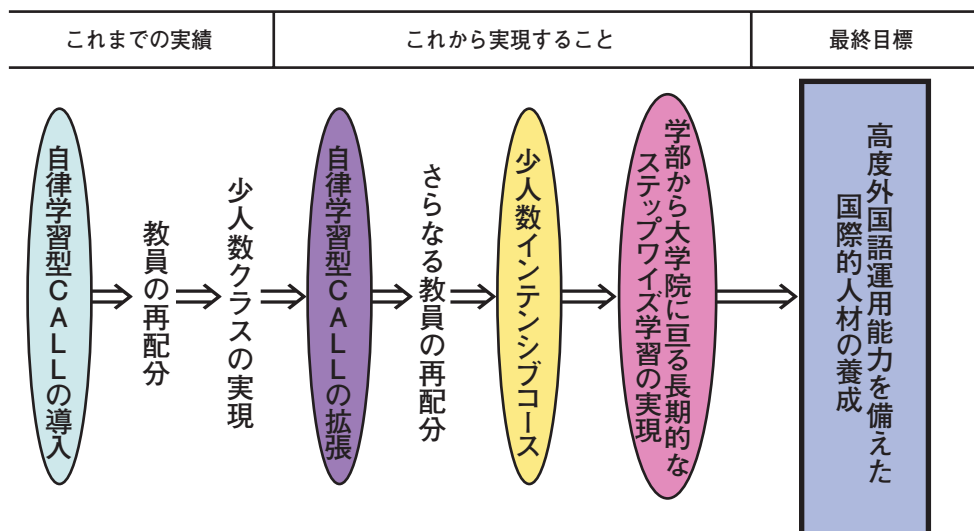 これまでの実績
これから実現すること
最終目標
自律学習型CALLの導入
教員の再配分
少人数クラスの実現
自律学習型CALLの拡張
さらなる教員の再配分
少人数インテンシブコース
学部から大学院に亘る長期的な
ステップワイズ学習の実現
高度外国語運用能力を備えた
国際的人材の養成